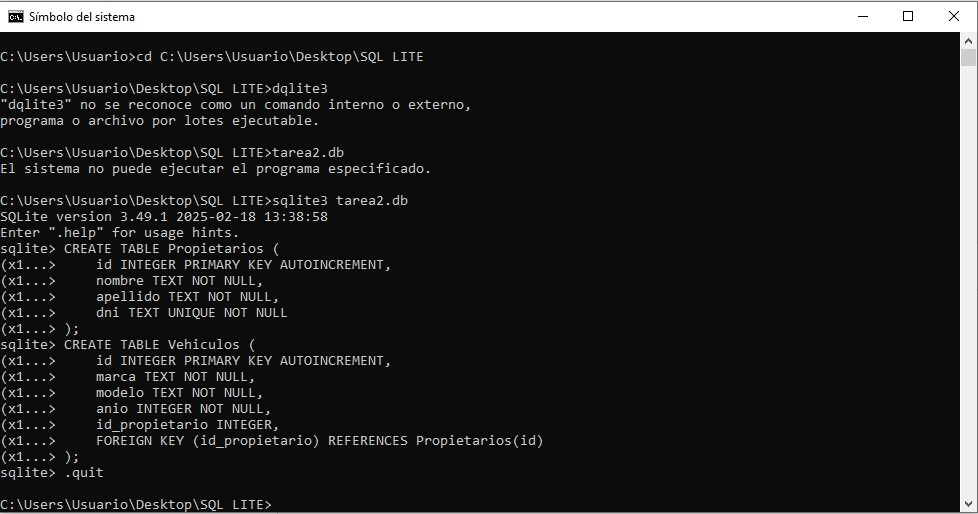 Símbolo del sistema
C:\Users\Usuario>cd C:\Users\Usuario\Desktop\SQL LITE
C:\Users\Usuario\Desktop\SQL LITE>dqlite3
"dqlite3" no se reconoce como un comando interno o externo,
programa o archivo por lotes ejecutable.
C:\Users\Usuario\Desktop\SQL LITE>tarea2.db
El sistema no puede ejecutar el programa especificado.
C:\Users\Usuario\Desktop\SQL LITE>sqlite3 tarea2.db
SQLite version 3.49.1 2025-02-18 13:38:58
Enter ".help" for usage hints.
sqlite> CREATE TABLE Propietarios (
(x1...>     id INTEGER PRIMARY KEY AUTOINCREMENT,
(x1...>     nombre TEXT NOT NULL,
(x1...>     apellido TEXT NOT NULL,
(x1...>     dni TEXT UNIQUE NOT NULL
(x1...> );
sqlite> CREATE TABLE Vehiculos (
(x1...>     id INTEGER PRIMARY KEY AUTOINCREMENT,
(x1...>     marca TEXT NOT NULL,
(x1...>     modelo TEXT NOT NULL,
(x1...>     anio INTEGER NOT NULL,
(x1...>     id_propietario INTEGER,
(x1...>     FOREIGN KEY (id_propietario) REFERENCES Propietarios(id)
(x1...> );
sqlite> .quit
C:\Users\Usuario\Desktop\SQL LITE>